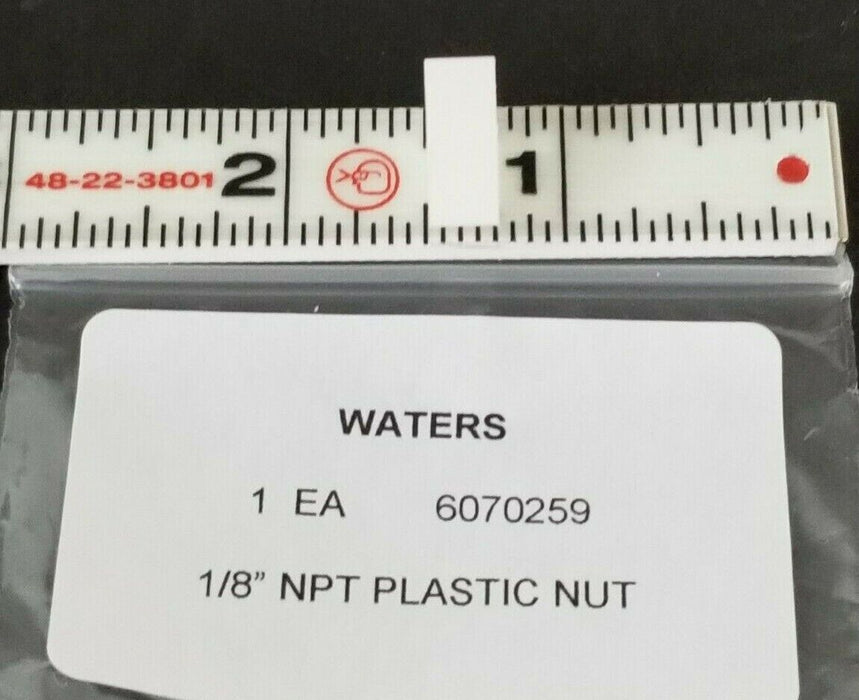 48-22-3801 2 1
WATERS
1 EA 6070259
1/8” NPT PLASTIC NUT